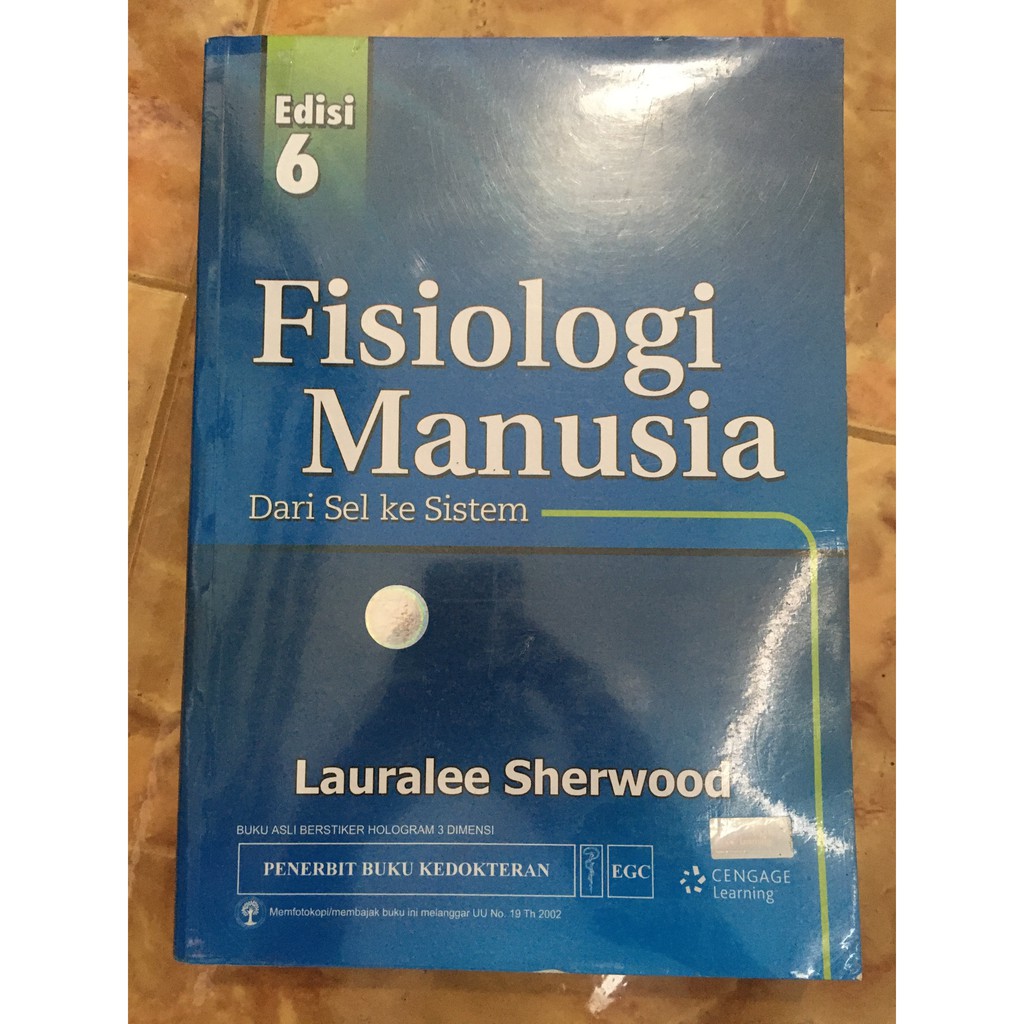 Edisi
6
Fisiologi
Manusia
Dari Sel ke Sistem
Lauralee Sherwood
BUKU ASLI BERSTIKER HOLOGRAM 3 DIMENSI
PENERBIT BUKU KEDOKTERAN
EGC
CENGAGE
Learning
Memfotokopi/membajak buku ini melanggar UU No. 19 Th 2002